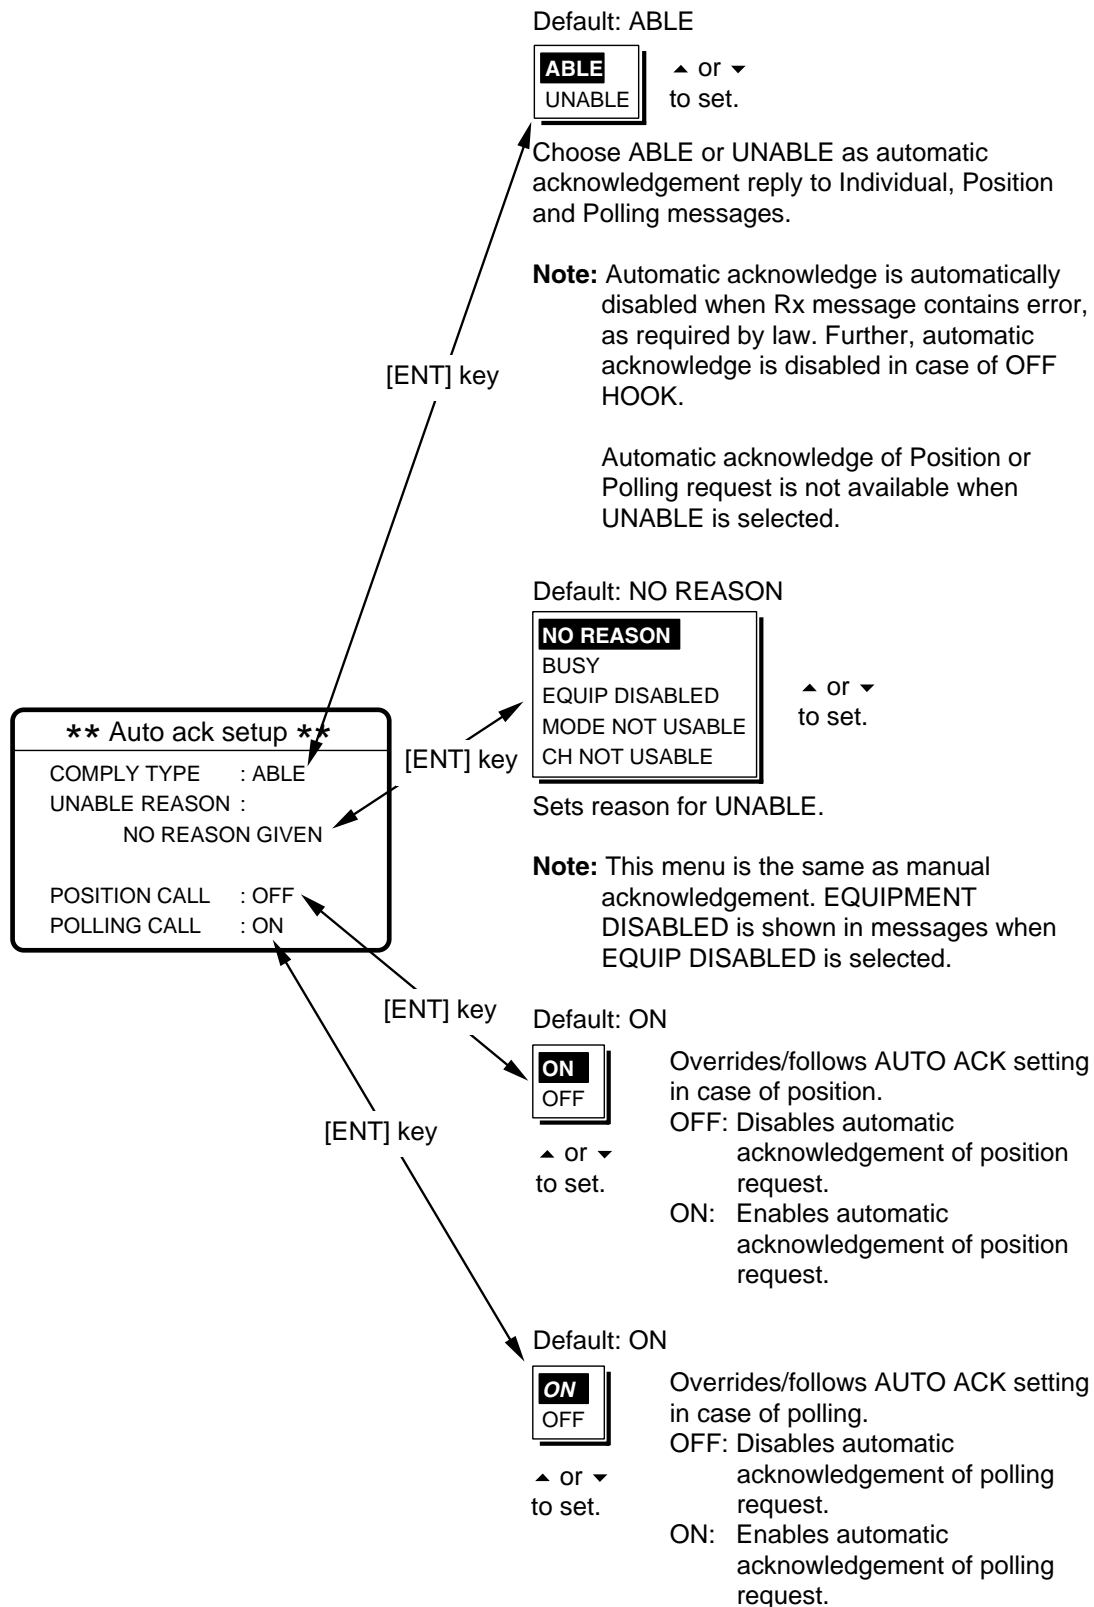 Default: ABLE
ABLE
UNABLE
▲ or ▼
to set.
Choose ABLE or UNABLE as automatic
acknowledgement reply to Individual, Position
and Polling messages.
Note: Automatic acknowledge is automatically
disabled when Rx message contains error,
as required by law. Further, automatic
acknowledge is disabled in case of OFF
HOOK.
Automatic acknowledge of Position or
Polling request is not available when
UNABLE is selected.
[ENT] key
Default: NO REASON
NO REASON
BUSY
EQUIP DISABLED
MODE NOT USABLE
CH NOT USABLE
▲ or ▼
to set.
[ENT] key
Sets reason for UNABLE.
Note: This menu is the same as manual
acknowledgement. EQUIPMENT
DISABLED is shown in messages when
EQUIP DISABLED is selected.
** Auto ack setup **
COMPLY TYPE : ABLE
UNABLE REASON :
NO REASON GIVEN
POSITION CALL : OFF
POLLING CALL : ON
[ENT] key
Default: ON
ON
OFF
▲ or ▼
to set.
Overrides/follows AUTO ACK setting
in case of position.
OFF: Disables automatic
acknowledgement of position
request.
ON: Enables automatic
acknowledgement of position
request.
[ENT] key
Default: ON
ON
OFF
▲ or ▼
to set.
Overrides/follows AUTO ACK setting
in case of polling.
OFF: Disables automatic
acknowledgement of polling
request.
ON: Enables automatic
acknowledgement of polling
request.